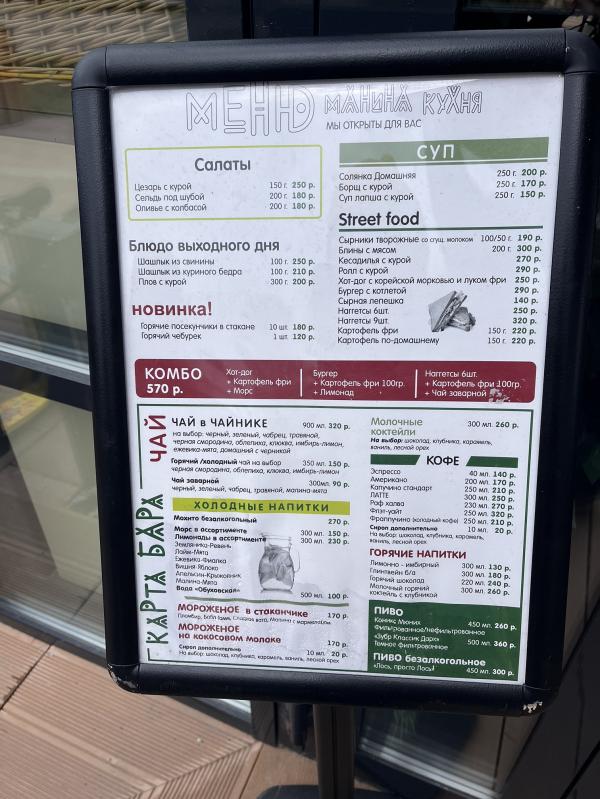 МЕНЮ МАНИНА КУХНЯ
МЫ ОТКРЫТЫ ДЛЯ ВАС
Салаты
Цезарь с курой 150 г. 250 р.
Сельдь под шубой 200 г. 180 р.
Оливье с колбасой 200 г. 180 р.
Блюдо выходного дня
Шашлык из свинины 100 г. 250 р.
Шашлык из куриного бедра 100 г. 210 р.
Плов с курой 300 г. 200 р.
НОВИНКА!
Горячие посекунчики в стакане 10 шт. 180 р.
Горячий чебурек 1 шт. 120 р.
СУП
Солянка Домашняя 250 г. 200 р.
Борщ с курой 250 г. 170 р.
Суп лапша с курой 250 г. 150 р.
Street food
Сырники творожные со сгущ. молоком 100/50 г. 190 р.
Блины с мясом 200 г. 300 р.
Кесадилья с курой 270 р.
Ролл с курой 290 р.
Хот-дог с корейской морковью и луком фри 250 р.
Бургер с котлетой 290 р.
Сырная лепешка 140 р.
Наггетсы 6шт. 250 р.
Наггетсы 9шт. 320 р.
Картофель фри 150 г. 220 р.
Картофель по-домашнему 150 г. 220 р.
КОМБО
570 р.
Хот-дог
+ Картофель фри
+ Морс
Бургер
+ Картофель фри 100гр.
+ Лимонад
Наггетсы 6шт.
+ Картофель фри 100гр.
+ Чай заварной
КАРТА БАРА
ЧАЙ
ЧАЙ в ЧАЙНИКЕ 900 мл. 320 р.
на выбор: черный, зеленый, чабрец, травяной,
черная смородина, облепиха, клюква, имбирь-лимон,
ежевика-мята, домашний с черникой
Горячий /холодный чай на выбор 350 мл. 150 р.
черная смородина, облепиха, клюква, имбирь-лимон
Чай заварной 300мл. 90 р.
черный, зеленый, чабрец, травяной, малина-мята
ХОЛОДНЫЕ НАПИТКИ
Мохито безалкогольный 270 р.
Морс в ассортименте 300 мл. 150 р.
Лимонады в ассортименте 300 мл. 230 р.
Земляника-Ревень
Лайм-Мята
Ежевика-Фиалка
Вишня-Яблоко
Апельсин-Крыжовник
Малина-Мята
Вода «Обуховская» 500 мл. 100 р.
МОРОЖЕНОЕ в стаканчике 170 р.
Пломбир, Бабл гамм, Сладкая вата, Малина с мармеладом
МОРОЖЕНОЕ
на кокосовом молоке 170 р.
Сироп дополнительно 10 мл. 20 р.
На выбор: шоколад, клубника, карамель, ваниль, лесной орех
Молочные
коктейли 300 мл. 260 р.
На выбор: шоколад, клубника, карамель,
ваниль, лесной орех
КОФЕ
Эспрессо 40 мл. 140 р.
Американо 200 мл. 170 р.
Капучино стандарт 250 мл. 210 р.
ЛАТТЕ 300 мл. 250 р.
Раф халва 230 мл. 270 р.
Флэт-уайт 250 мл. 320 р.
Фраппучино (холодный кофе) 250 мл. 210 р.
Сироп дополнительно 10 мл. 20 р.
На выбор: шоколад, клубника, карамель,
ваниль, лесной орех
ГОРЯЧИЕ НАПИТКИ
Лимонно - имбирный 300 мл. 130 р.
Глинтвейн б/а 300 мл. 180 р.
Горячий шоколад 220 мл. 240 р.
Молочный горячий 300 мл. 260 р.
коктейль с клубникой
ПИВО
Кениг Мюних 450 мл. 260 р.
Фильтрованное/нефильтрованное
«Зубр Классик Дарк» 500 мл. 360 р.
Темное фильтрованное
ПИВО безалкогольное
«Лось, просто Лось!» 450 мл. 300 р.